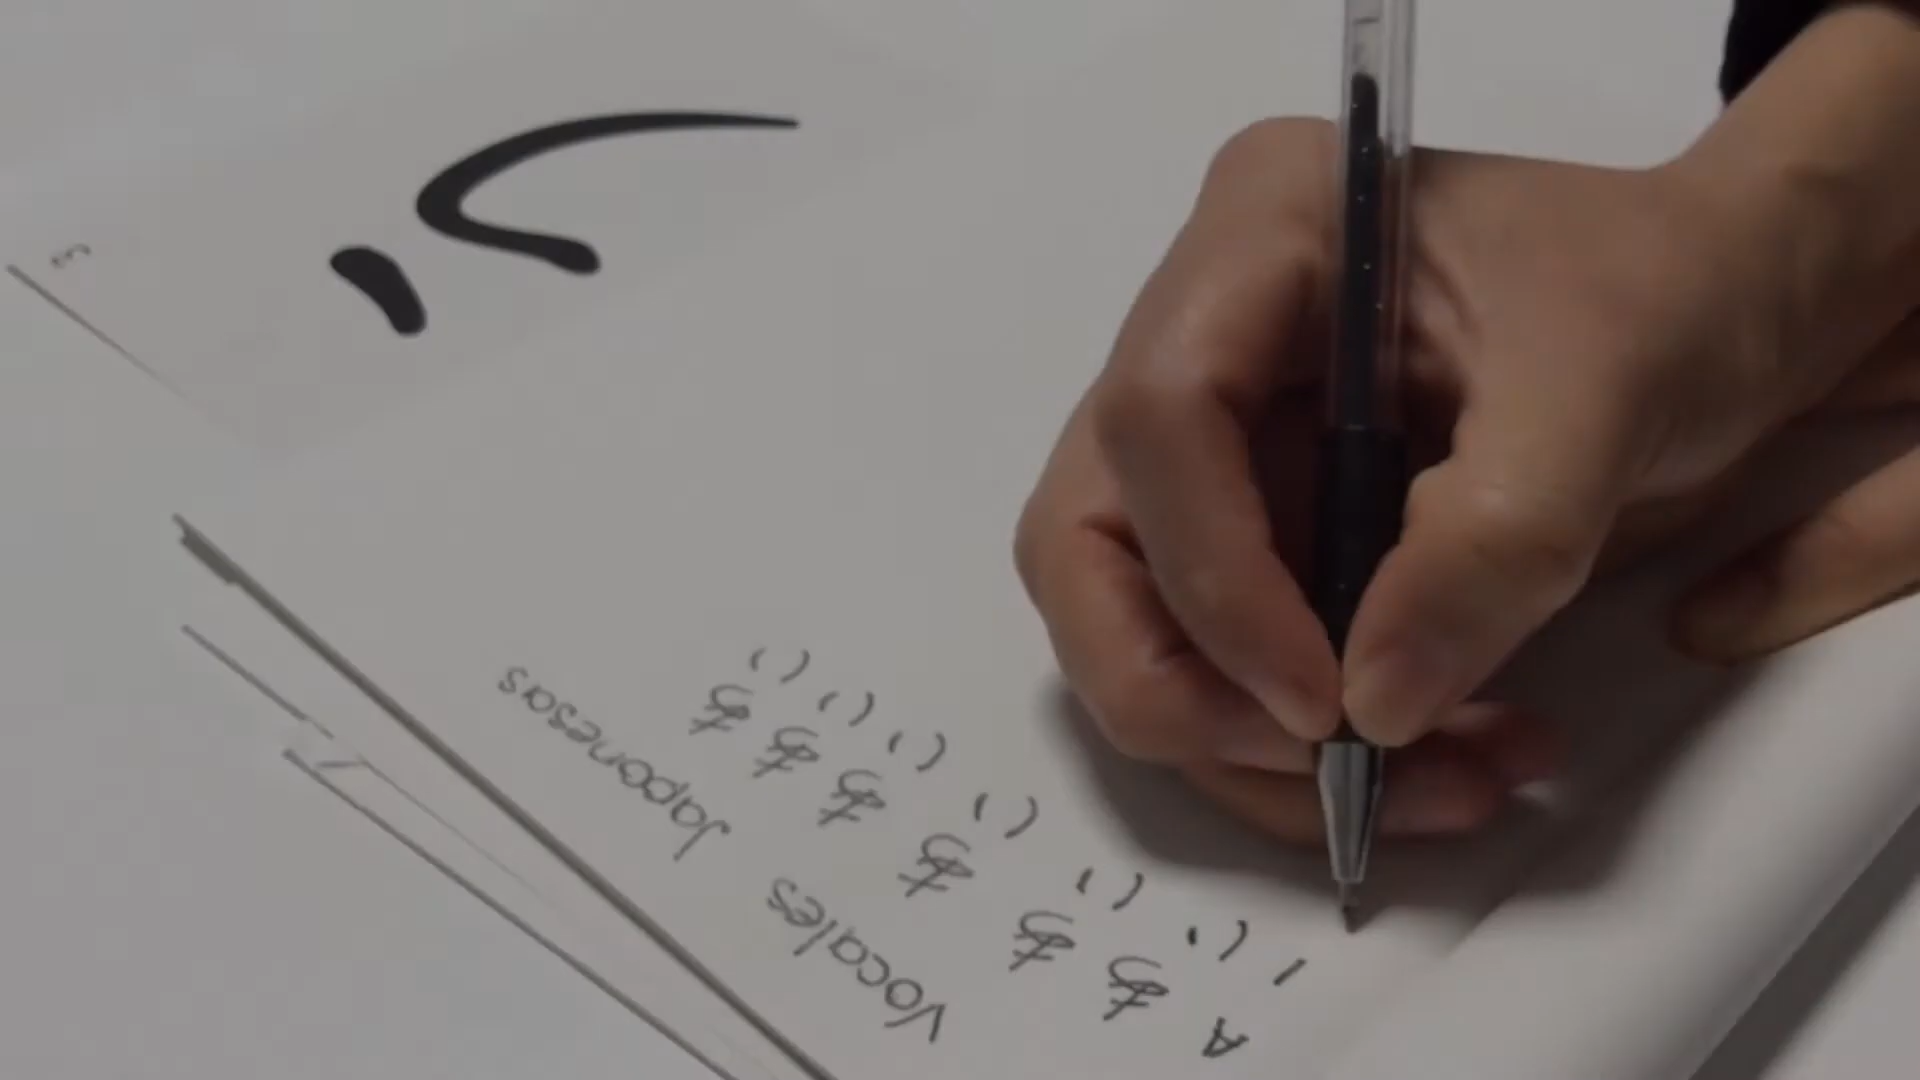 Vocales Japonesas
A あ あ あ あ あ あ
I い い い い い い
い